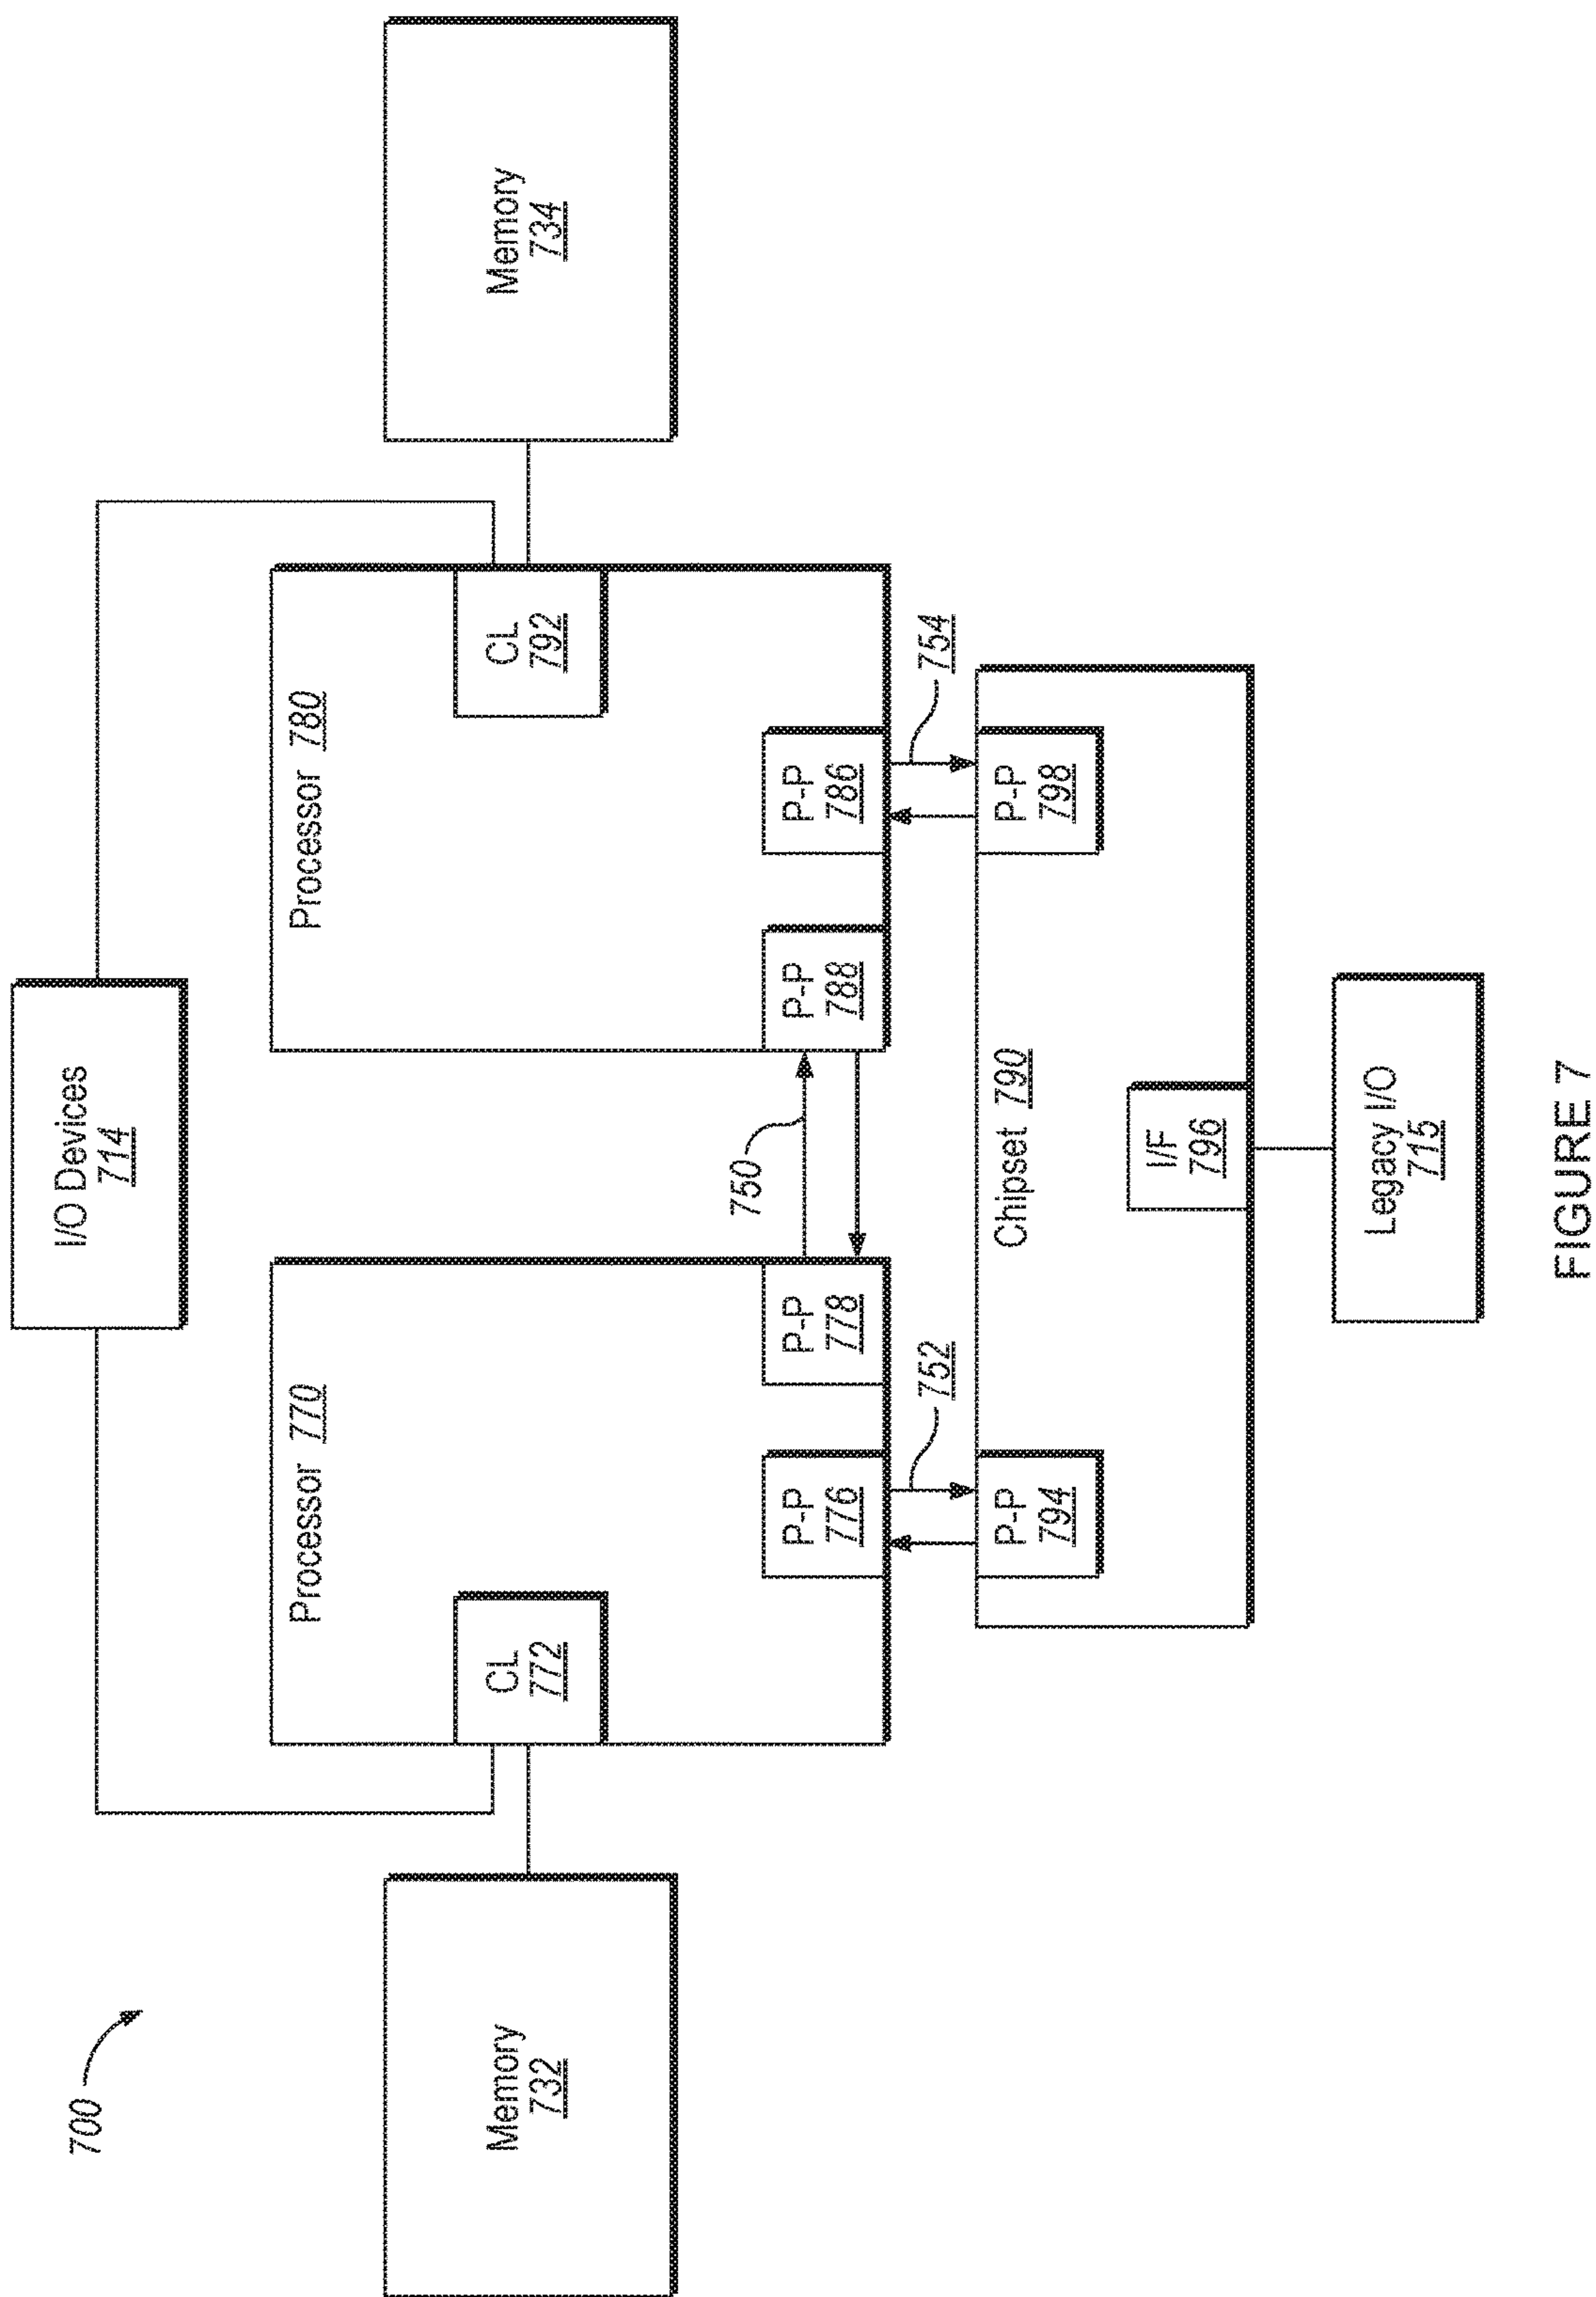 700
I/O Devices
714
Memory
732
CL
772
Processor 770
P-P
776
P-P
778
750
Processor 780
CL
792
P-P
788
P-P
786
Memory
734
752
754
P-P
794
Chipset 790
P-P
798
I/F
796
Legacy I/O
715
FIGURE 7